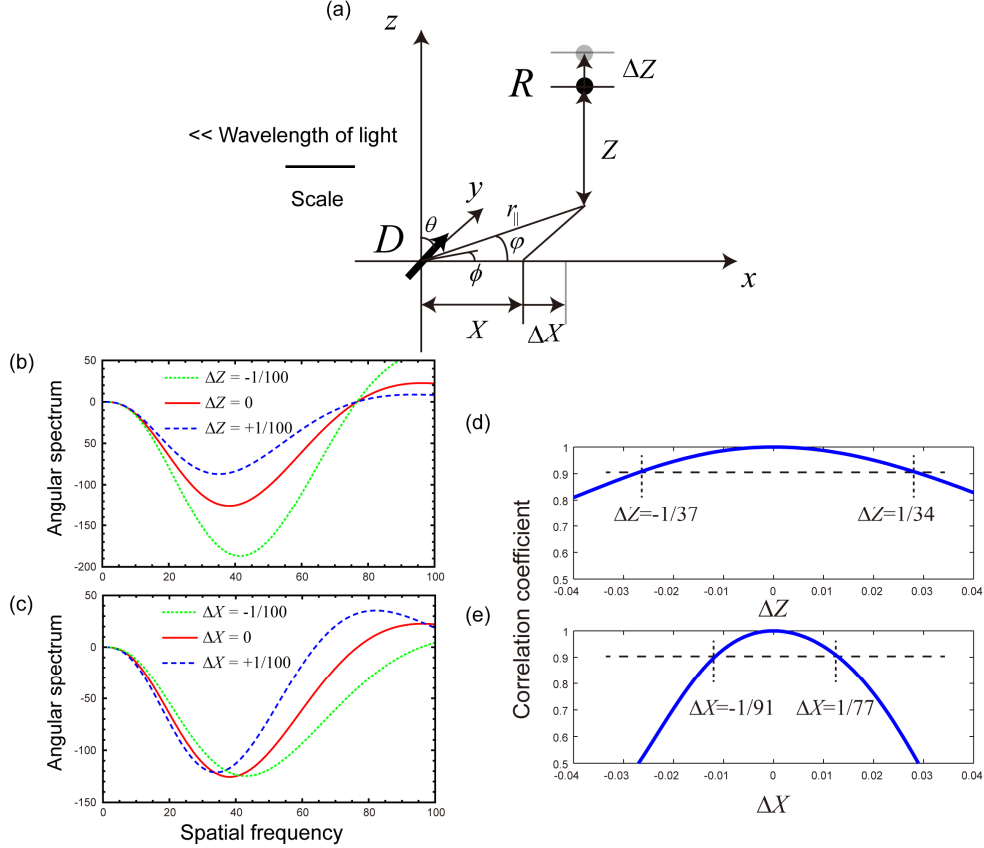 (a)
z
R
ΔZ
<< Wavelength of light
Z
Scale
y
r∥
θ
D
φ
ϕ
x
X
ΔX
(b)
Angular spectrum
50
0
-50
-100
-150
-200
ΔZ = -1/100
ΔZ = 0
ΔZ = +1/100
0 20 40 60 80 100
(c)
Angular spectrum
50
0
-50
-100
-150
ΔX = -1/100
ΔX = 0
ΔX = +1/100
0 20 40 60 80 100
Spatial frequency
(d)
Correlation coefficient
1
0.9
0.8
0.7
0.6
0.5
ΔZ=-1/37
ΔZ=1/34
-0.04 -0.03 -0.02 -0.01 0 0.01 0.02 0.03 0.04
ΔZ
(e)
1
0.9
0.8
0.7
0.6
0.5
ΔX=-1/91
ΔX=1/77
-0.04 -0.03 -0.02 -0.01 0 0.01 0.02 0.03 0.04
ΔX